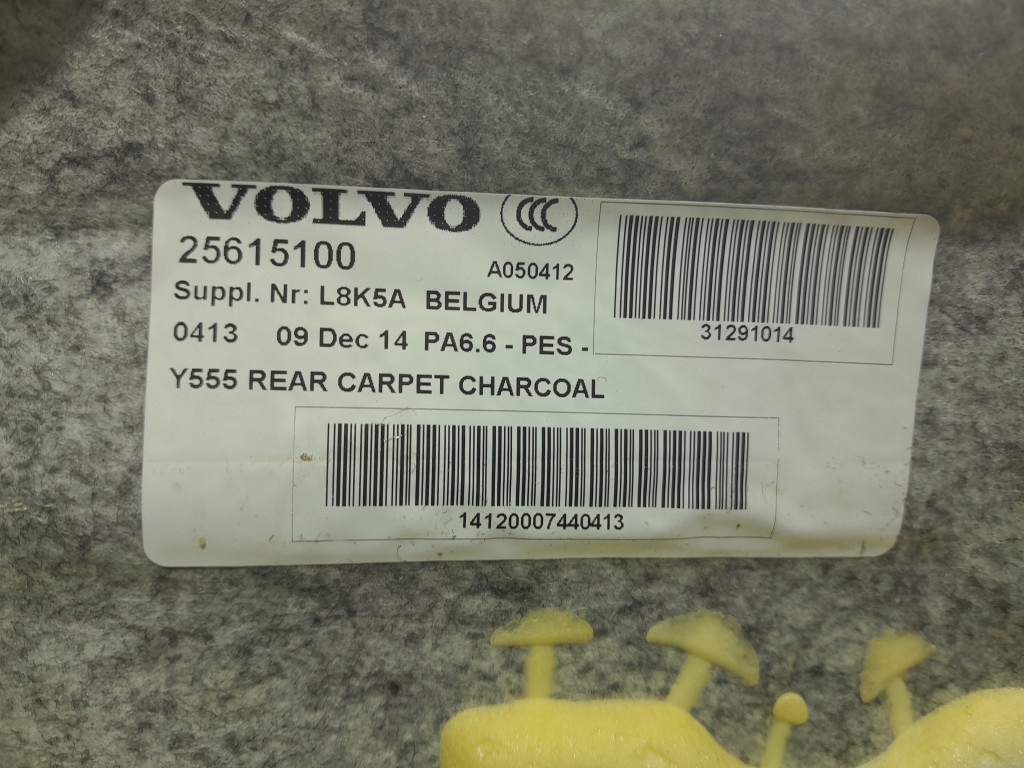 VOLVO CCC
25615100 A050412
Suppl. Nr: L8K5A BELGIUM
0413 09 Dec 14 PA6.6 - PES -
31291014
Y555 REAR CARPET CHARCOAL
14120007440413